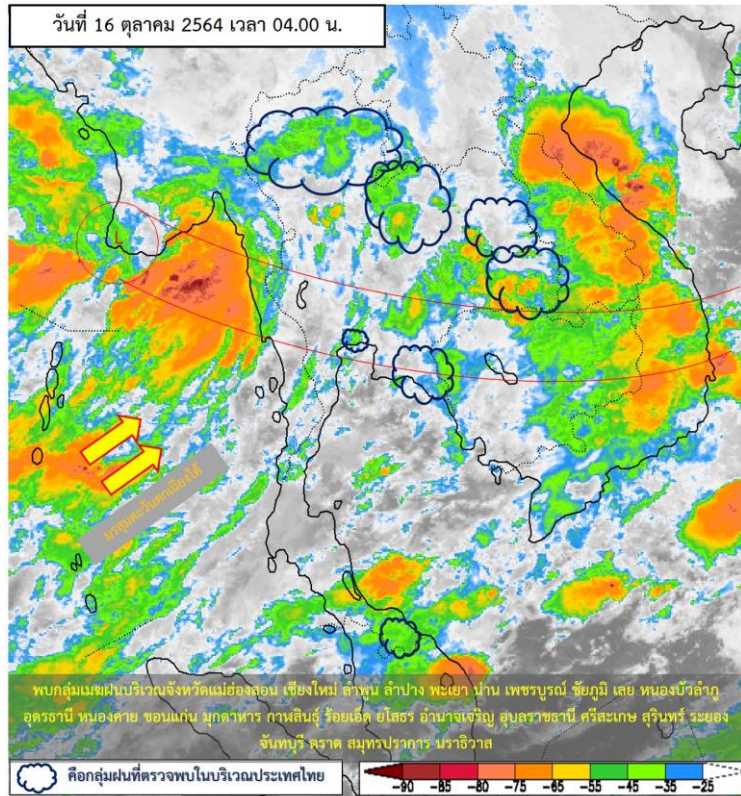 วันที่ 16 ตุลาคม 2564 เวลา 04.00 น.
L
มรสุมตะวันตกเฉียงใต้
พบกลุ่มเมฆฝนบริเวณจังหวัดแม่ฮ่องสอน เชียงใหม่ ลำพูน ลำปาง พะเยา น่าน เพชรบูรณ์ ชัยภูมิ เลย หนองบัวลำภู
อุดรธานี หนองคาย ขอนแก่น มุกดาหาร กาฬสินธุ์ ร้อยเอ็ด ยโสธร อำนาจเจริญ อุบลราชธานี ศรีสะเกษ สุรินทร์ ระยอง
จันทบุรี ตราด สมุทรปราการ นราธิวาส
คือกลุ่มฝนที่ตรวจพบในบริเวณประเทศไทย
-90 -85 -80 -75 -70 -65 -55 -45 -35 -25